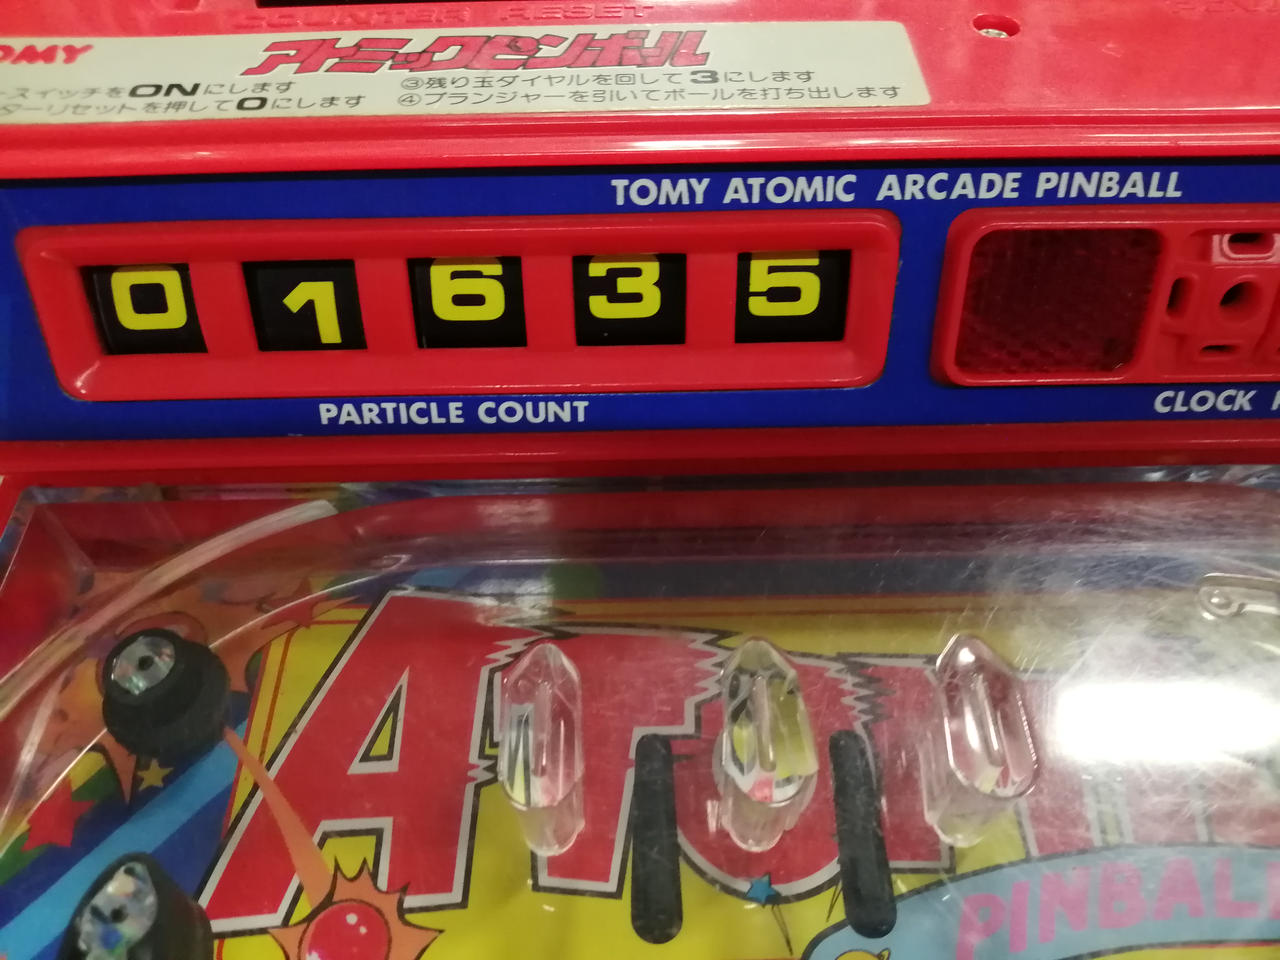 COUNTER RESET
TOMY
アトミックピンボール
スイッチをONにします
ターリセットを押して0にします
③残り玉ダイヤルを回して3にします
④プランジャーを引いてボールを打ち出します
TOMY ATOMIC ARCADE PINBALL
0 1 6 3 5
PARTICLE COUNT
CLOCK
ATOMI
PINBALL